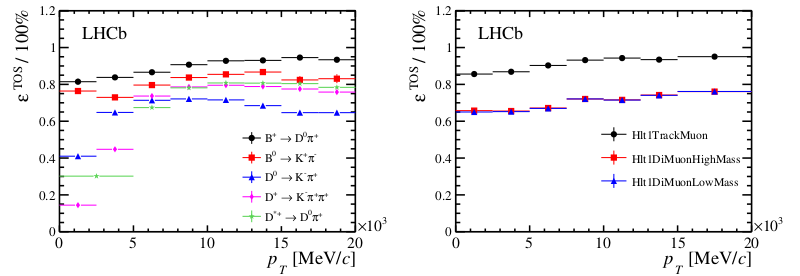 LHCb
ε^TOS / 100%
1.2
1
0.8
0.6
0.4
0.2
0
B⁺ → D⁰π⁺
B⁰ → K⁺π⁻
D⁰ → K⁻π⁺
D⁺ → K⁻π⁺π⁺
D*⁺ → D⁰π⁺
0 5 10 15 20
×10³
p_T [MeV/c]
LHCb
ε^TOS / 100%
1.2
1
0.8
0.6
0.4
0.2
0
Hlt1TrackMuon
Hlt1DiMuonHighMass
Hlt1DiMuonLowMass
0 5 10 15 20
×10³
p_T [MeV/c]